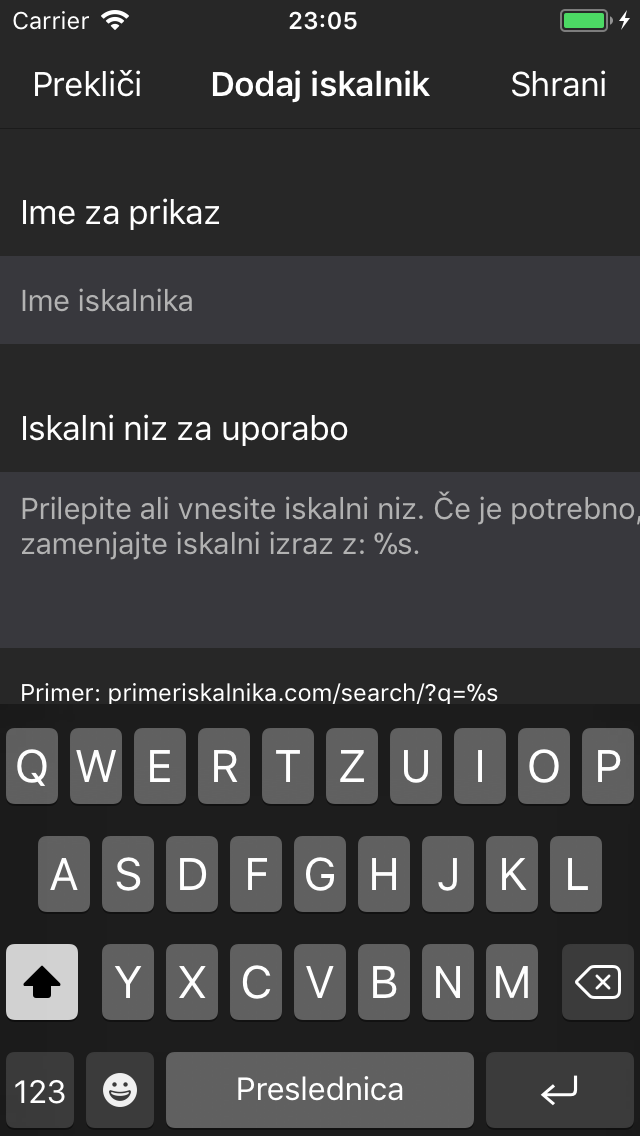 Carrier 23:05
Prekliči Dodaj iskalnik Shrani
Ime za prikaz
Ime iskalnika
Iskalni niz za uporabo
Prilepite ali vnesite iskalni niz. Če je potrebno,
zamenjajte iskalni izraz z: %s.
Primer: primeriskalnika.com/search/?q=%s
Q W E R T Z U I O P
A S D F G H J K L
Y X C V B N M
123 Preslednica